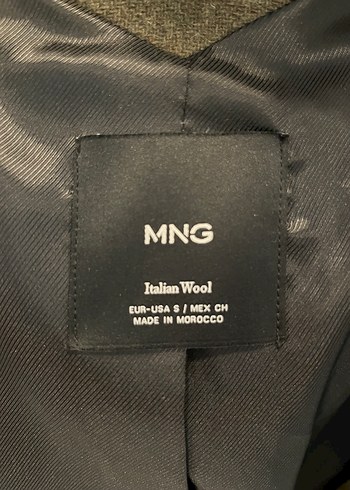 MNG
Italian Wool
EUR-USA S / MEX CH
MADE IN MOROCCO